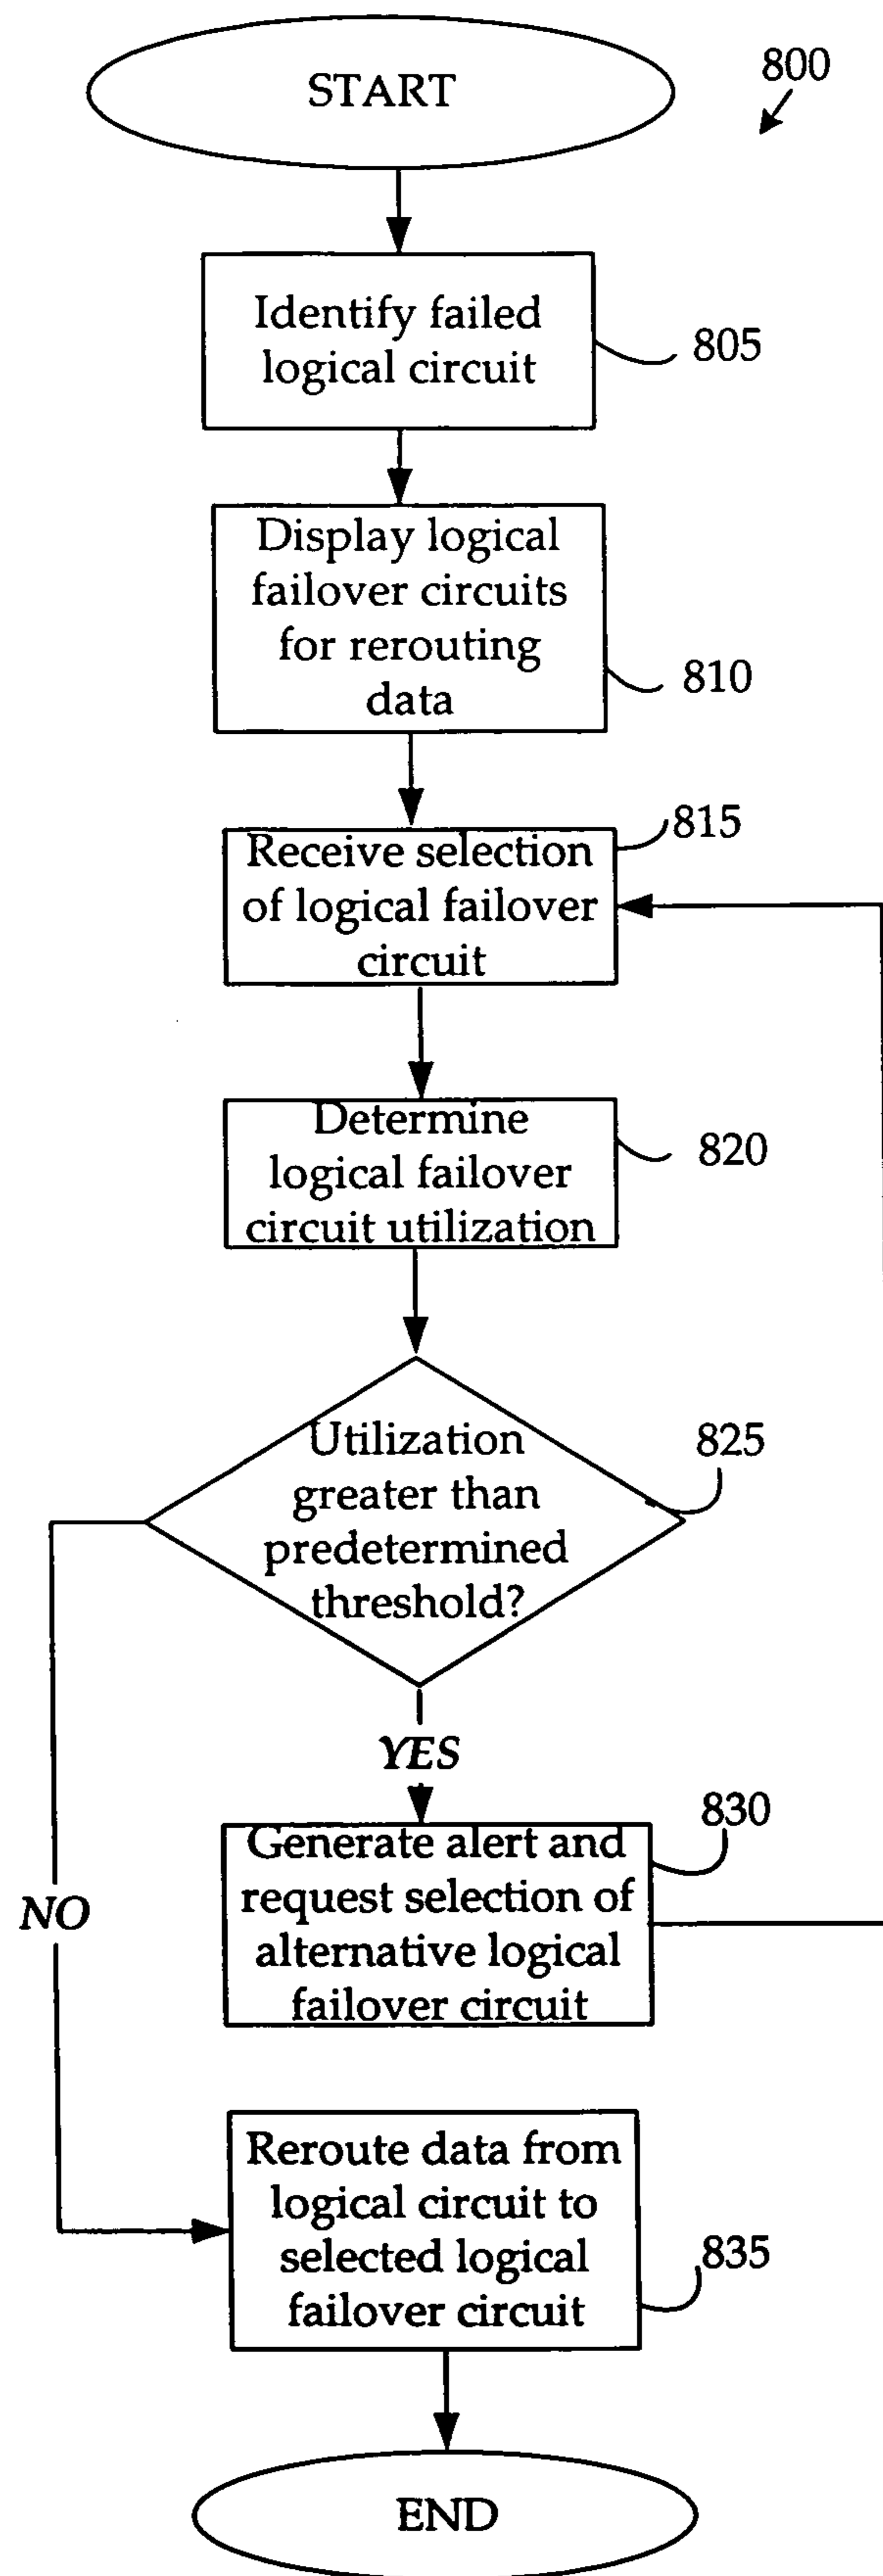 START
800
Identify failed
logical circuit
805
Display logical
failover circuits
for rerouting
data
810
815
Receive selection
of logical failover
circuit
Determine
logical failover
circuit utilization
820
Utilization
greater than
predetermined
threshold?
825
YES
NO
830
Generate alert and
request selection of
alternative logical
failover circuit
Reroute data from
logical circuit to
selected logical
failover circuit
835
END